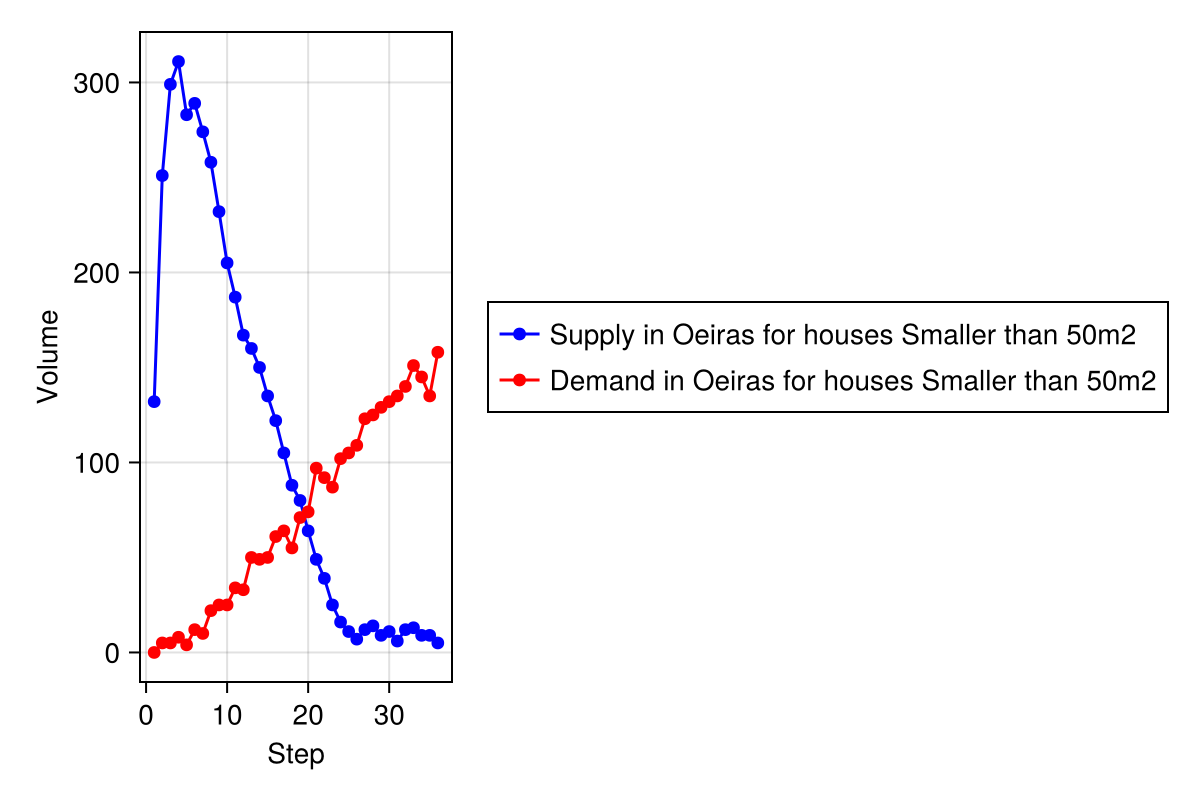 300
200
100
0
Volume
0 10 20 30
Step
Supply in Oeiras for houses Smaller than 50m2
Demand in Oeiras for houses Smaller than 50m2